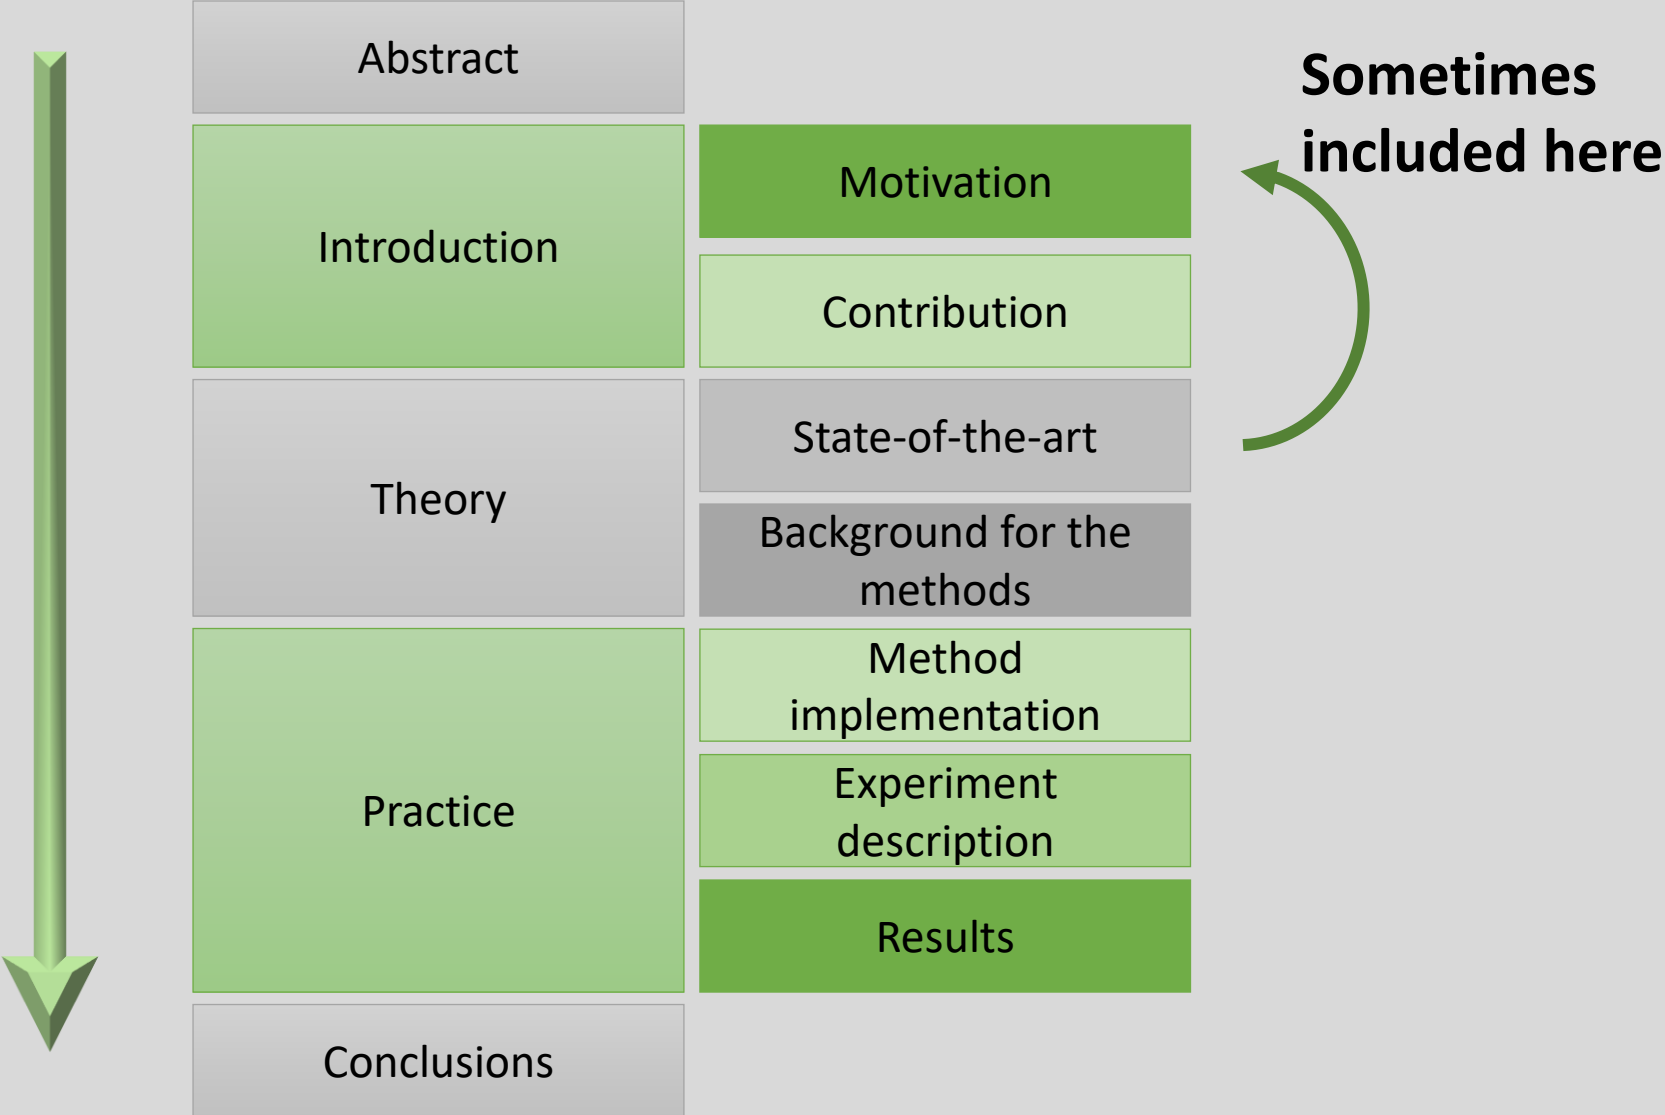 Abstract
Sometimes
included here
Introduction
Motivation
Contribution
Theory
State-of-the-art
Background for the
methods
Practice
Method
implementation
Experiment
description
Results
Conclusions